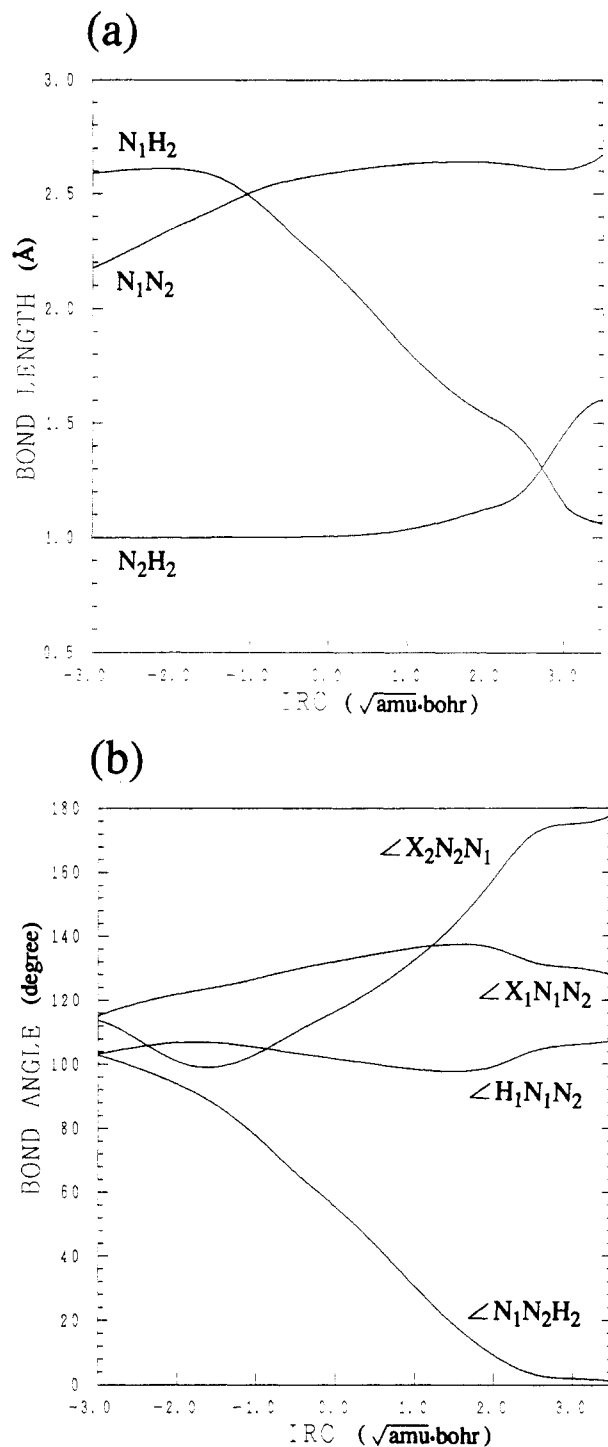 (a)
3.0
N₁H₂
2.5
N₁N₂
2.0
BOND LENGTH (Å)
1.5
1.0
N₂H₂
0.5
-3.0 -2.0 -1.0 0.0 1.0 2.0 3.0
IRC (√amu·bohr)
(b)
180
∠X₂N₂N₁
160
140
120
∠X₁N₁N₂
100
∠H₁N₁N₂
BOND ANGLE (degree)
80
60
40
∠N₁N₂H₂
20
0
-3.0 -2.0 -1.0 0.0 1.0 2.0 3.0
IRC (√amu·bohr)